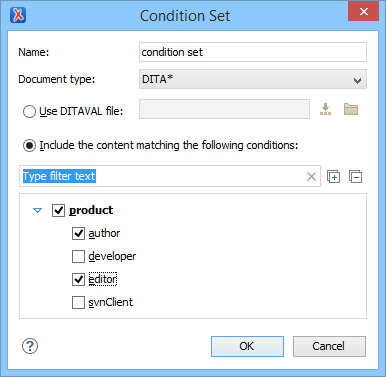 Condition Set
Name: condition set
Document type: DITA*
Use DITAVAL file:
Include the content matching the following conditions:
Type filter text
product
author
developer
editor
svnClient
OK Cancel